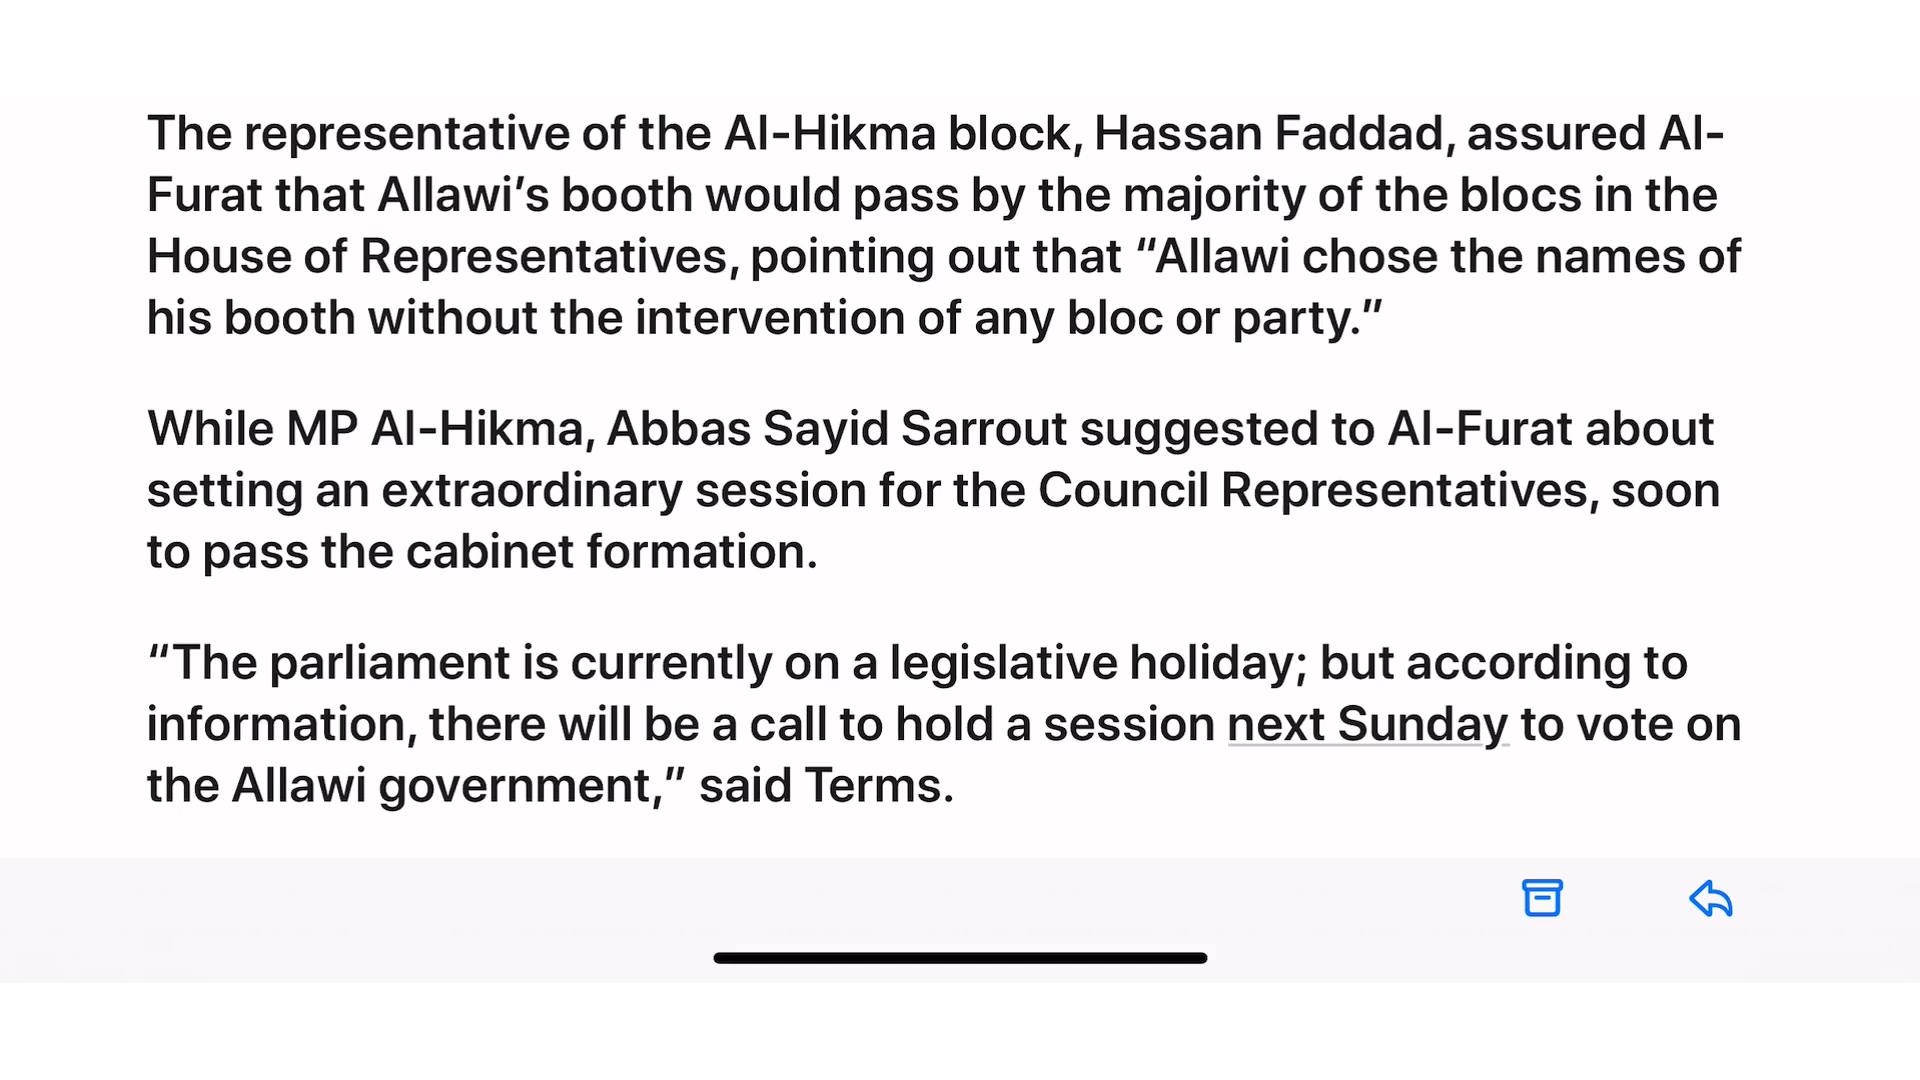 The representative of the Al-Hikma block, Hassan Faddad, assured Al-
Furat that Allawi’s booth would pass by the majority of the blocs in the
House of Representatives, pointing out that “Allawi chose the names of
his booth without the intervention of any bloc or party.”
While MP Al-Hikma, Abbas Sayid Sarrout suggested to Al-Furat about
setting an extraordinary session for the Council Representatives, soon
to pass the cabinet formation.
“The parliament is currently on a legislative holiday; but according to
information, there will be a call to hold a session next Sunday to vote on
the Allawi government,” said Terms.